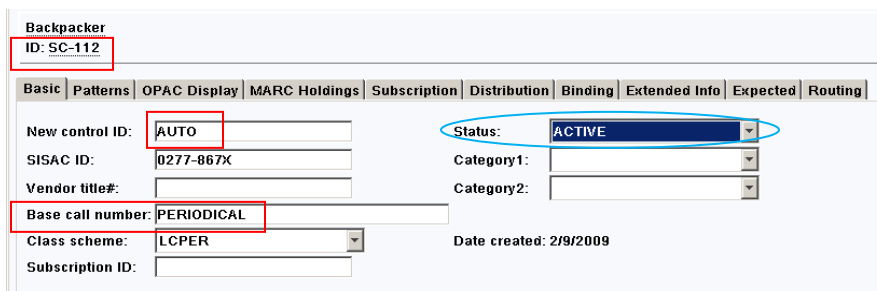 Backpacker
ID: SC-112
Basic Patterns OPAC Display MARC Holdings Subscription Distribution Binding Extended Info Expected Routing
New control ID: AUTO Status: ACTIVE
SISAC ID: 0277-867X Category1:
Vendor title#: Category2:
Base call number: PERIODICAL
Class scheme: LCPER Date created: 2/9/2009
Subscription ID: